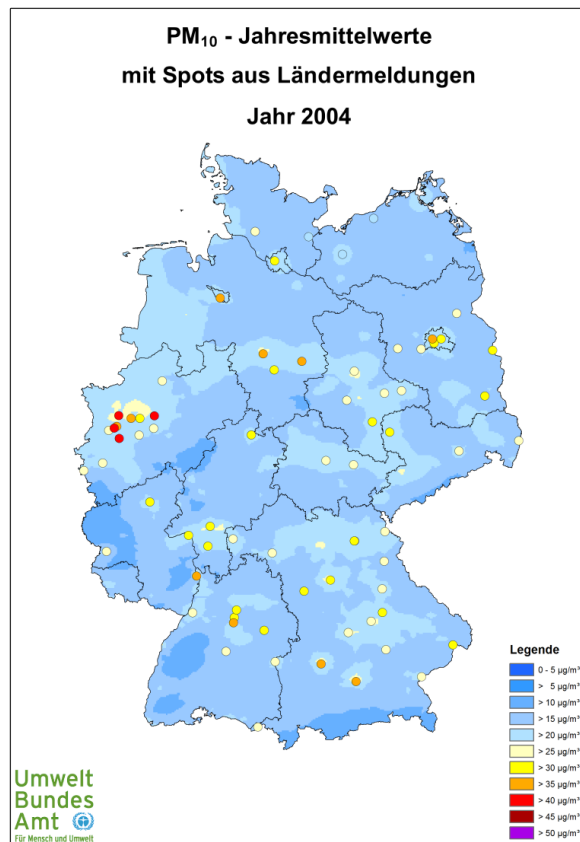 PM₁₀ - Jahresmittelwerte
mit Spots aus Ländermeldungen
Jahr 2004
Legende
0 - 5 µg/m³
> 5 µg/m³
> 10 µg/m³
> 15 µg/m³
> 20 µg/m³
> 25 µg/m³
> 30 µg/m³
> 35 µg/m³
> 40 µg/m³
> 45 µg/m³
> 50 µg/m³
Umwelt
Bundes
Amt
Für Mensch und Umwelt